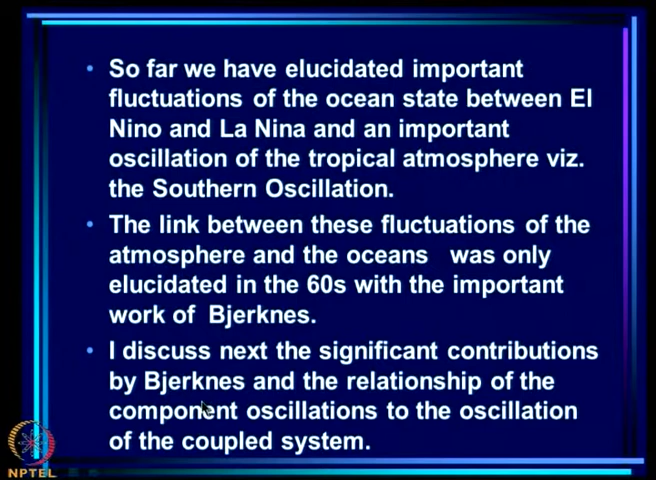 • So far we have elucidated important
fluctuations of the ocean state between El
Nino and La Nina and an important
oscillation of the tropical atmosphere viz.
the Southern Oscillation.
• The link between these fluctuations of the
atmosphere and the oceans was only
elucidated in the 60s with the important
work of Bjerknes.
• I discuss next the significant contributions
by Bjerknes and the relationship of the
component oscillations to the oscillation
of the coupled system.
NPTEL